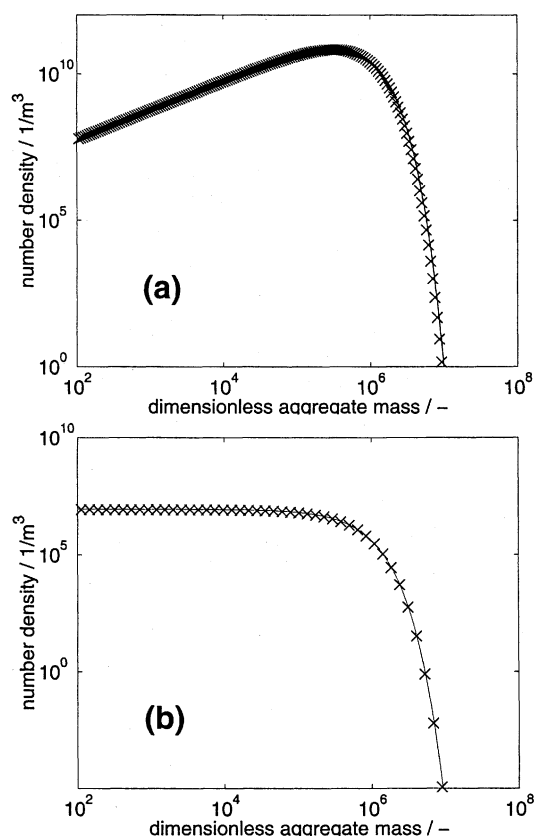 10^10
10^5
10^0
number density / 1/m^3
(a)
10^2 10^4 10^6 10^8
dimensionless aggregate mass / –
10^10
10^5
10^0
number density / 1/m^3
(b)
10^2 10^4 10^6 10^8
dimensionless aggregate mass / –